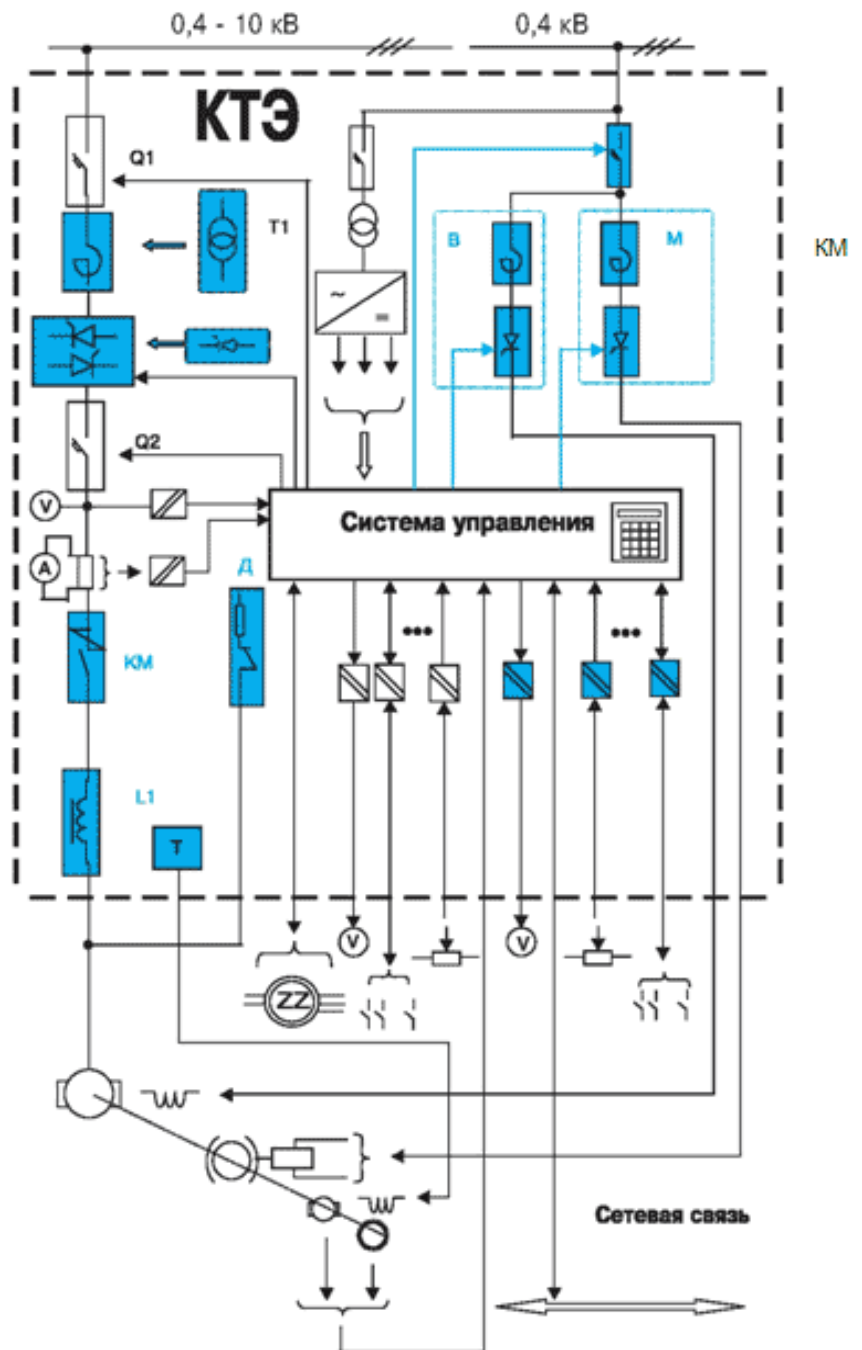 0,4 - 10 кВ
0,4 кВ
КТЭ
Q1
T1
В
М
КМ
~
=
Q2
V
Система управления
A
Д
КМ
•••
•••
L1
T
V
V
ZZ
Сетевая связь